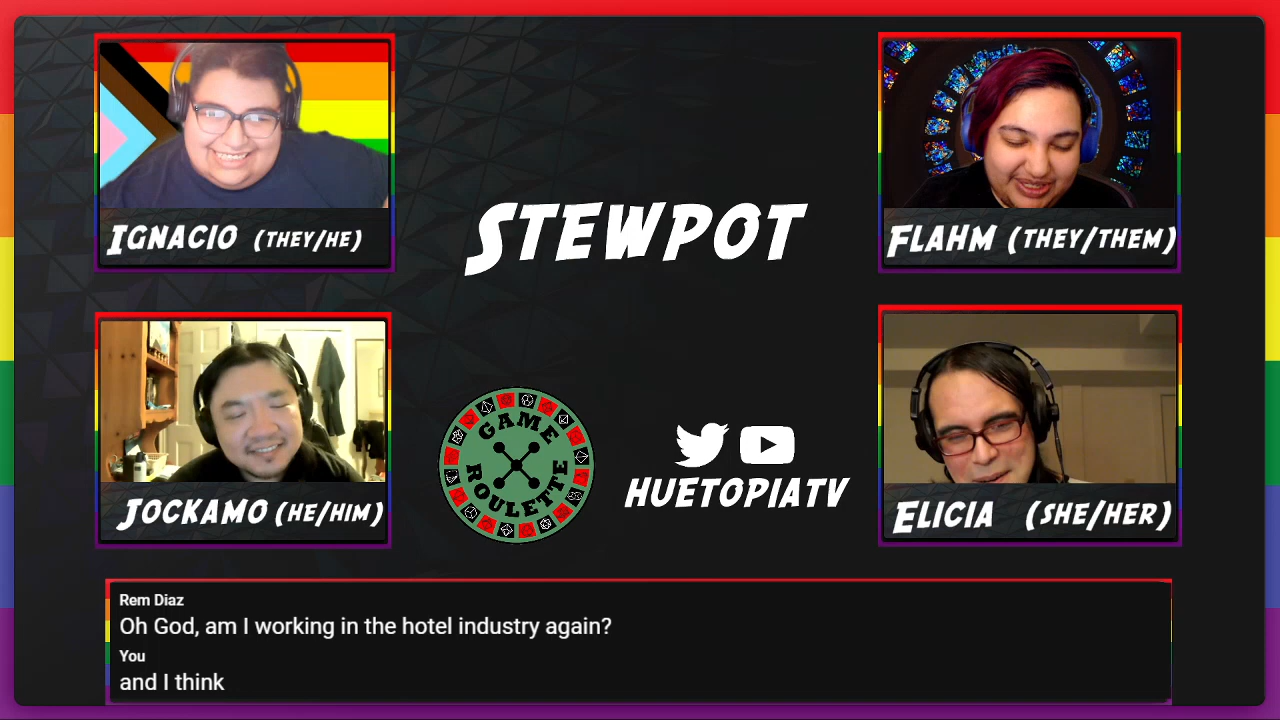 Ignacio (they/he)
Flahm (they/them)
Stewpot
Jockamo (he/him)
GAME
ROULETTE
HUETOPIATV
Elicia (she/her)
Rem Diaz
Oh God, am I working in the hotel industry again?
You
and I think